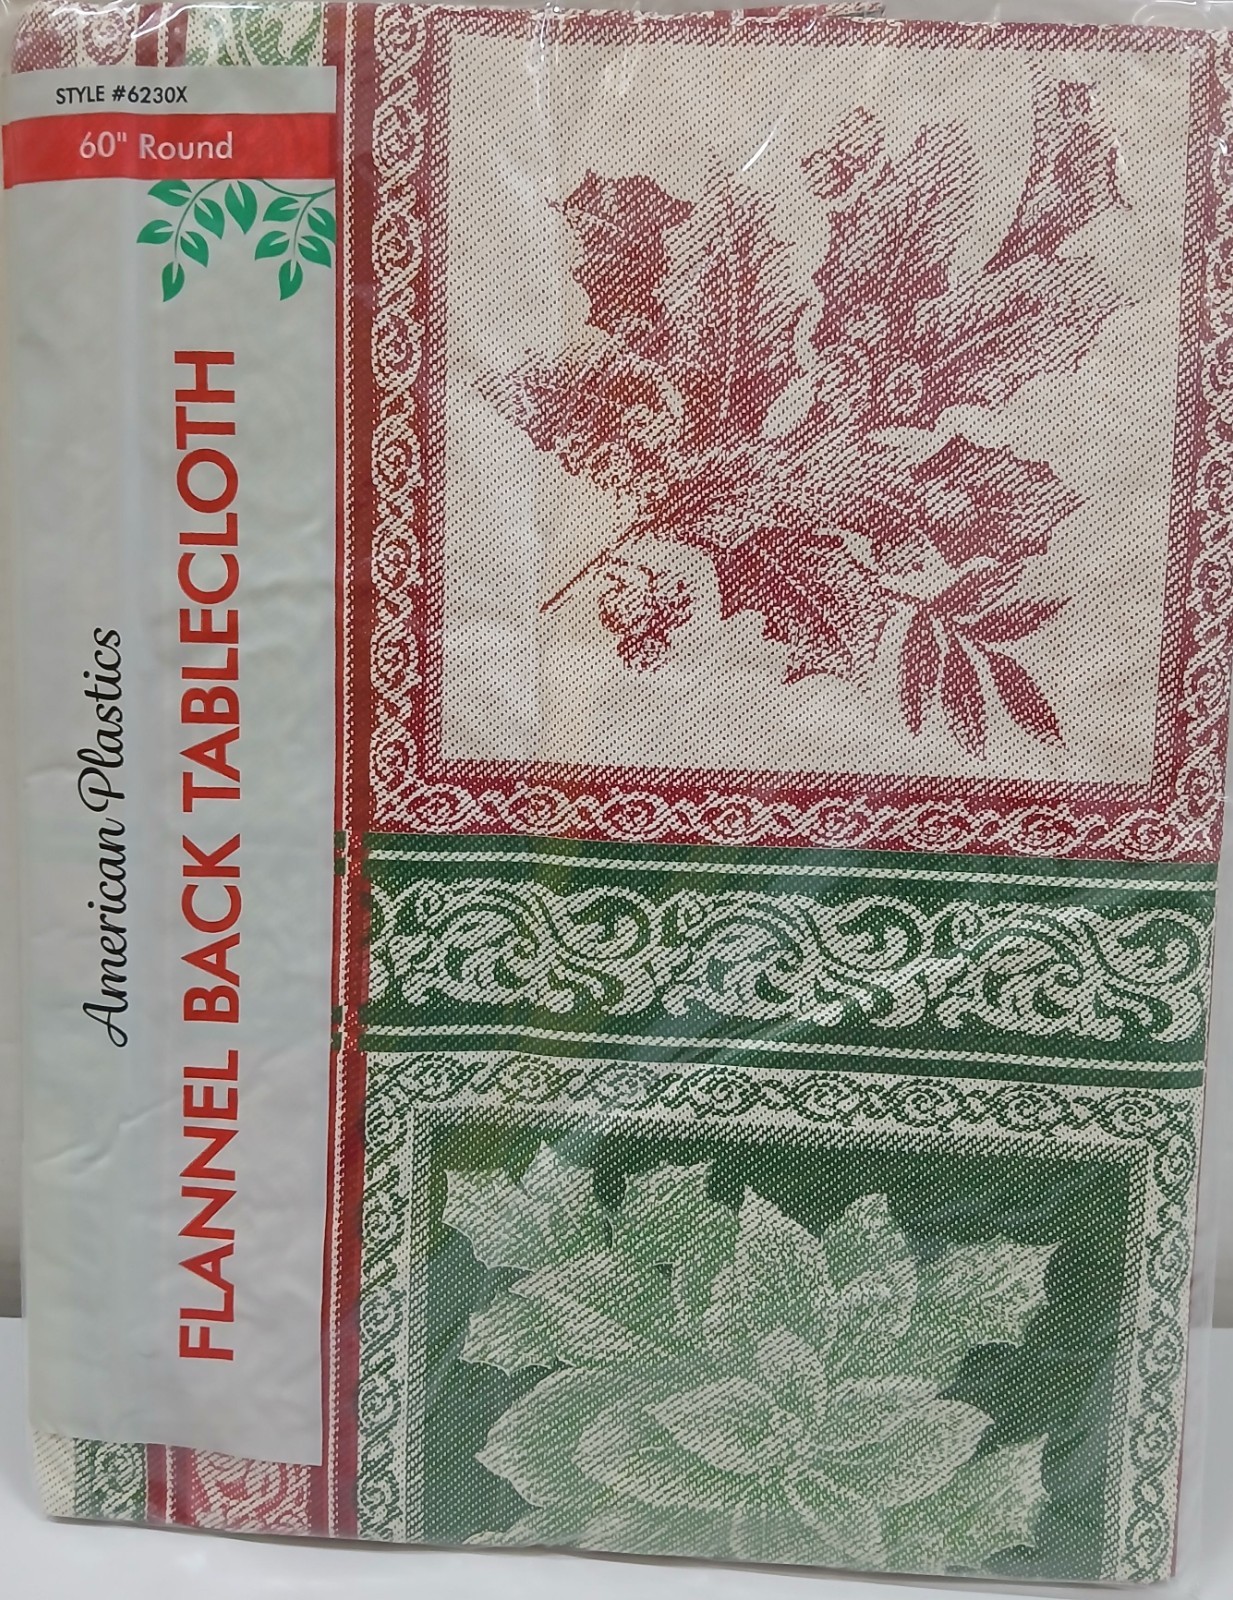 STYLE #6230X
60" Round
American Plastics
FLANNEL BACK TABLECLOTH